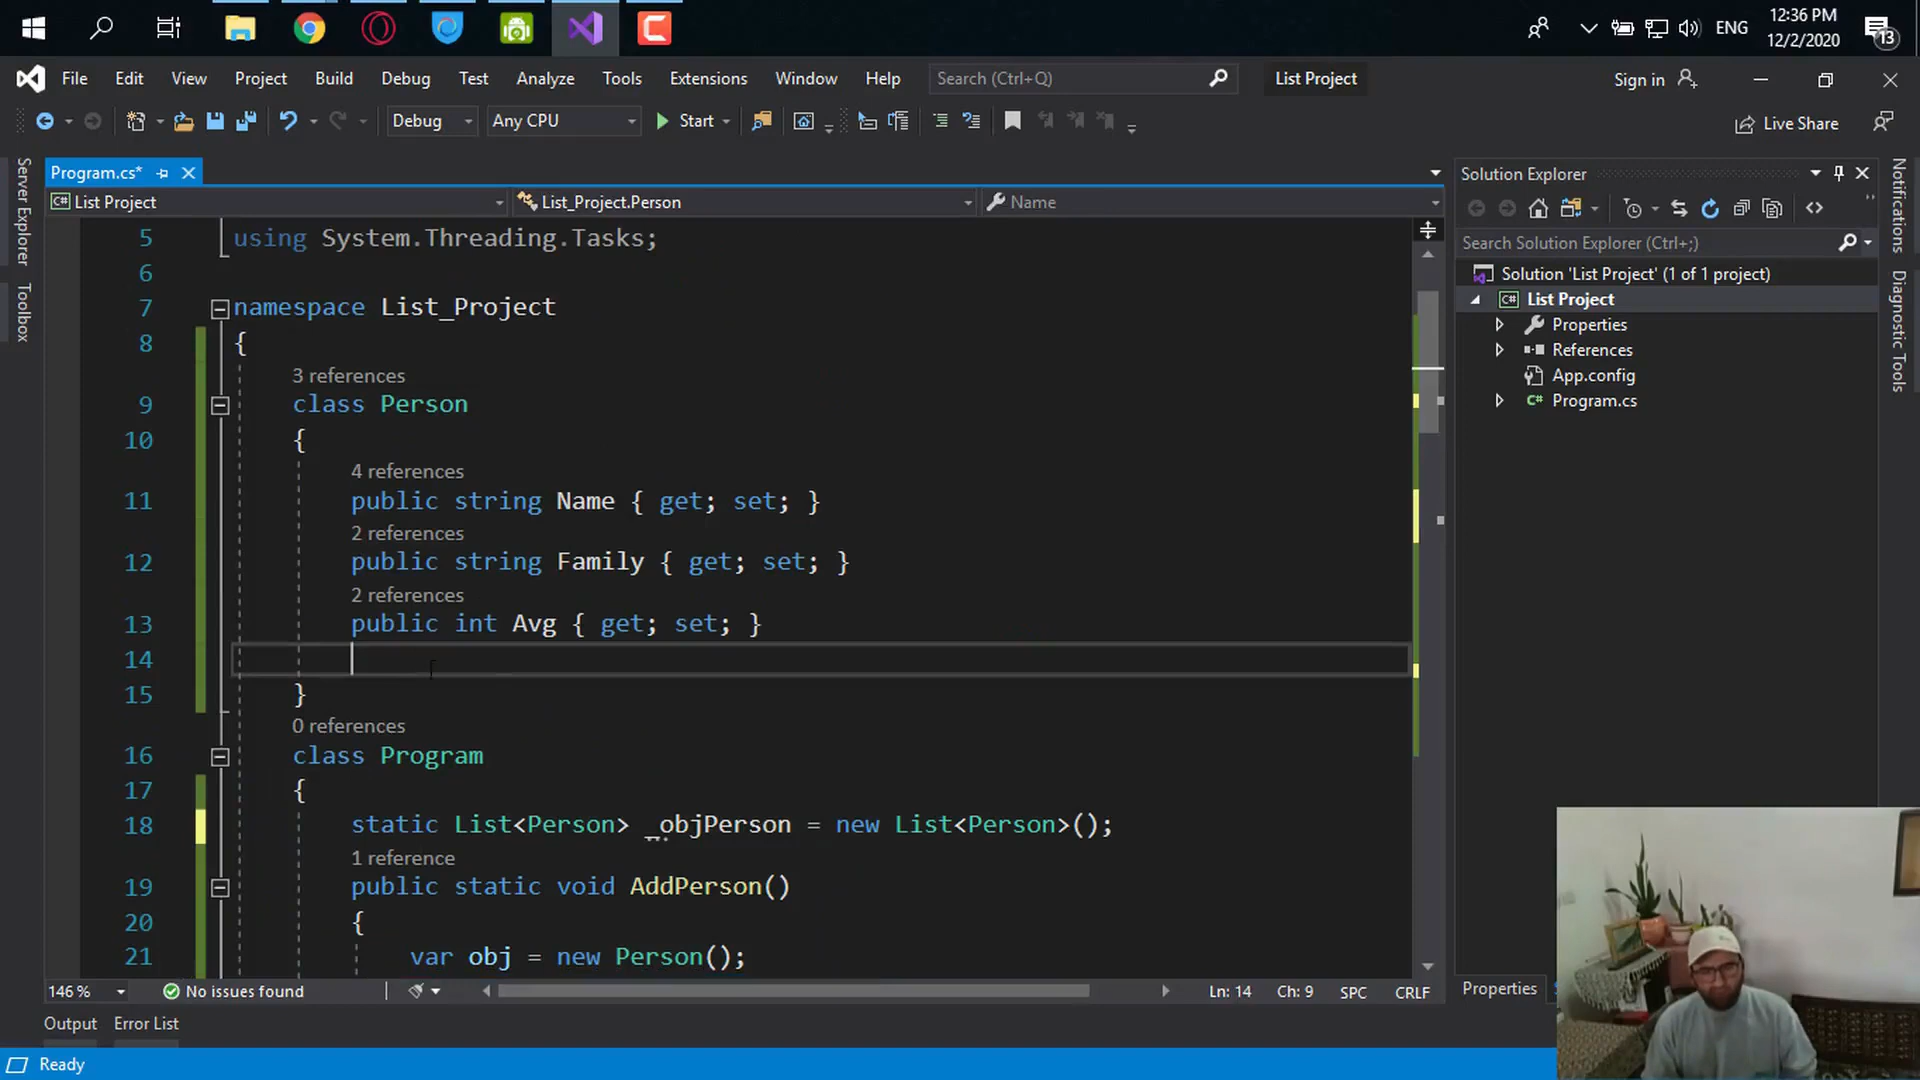 ENG
12:36 PM
12/2/2020
13
File Edit View Project Build Debug Test Analyze Tools Extensions Window Help Search (Ctrl+Q) List Project Sign in
Debug Any CPU Start Live Share
Program.cs*
List Project List_Project.Person Name
Server Explorer
Toolbox
5 using System.Threading.Tasks;
6
7 namespace List_Project
8 {
3 references
9 class Person
10 {
4 references
11 public string Name { get; set; }
2 references
12 public string Family { get; set; }
2 references
13 public int Avg { get; set; }
14
15 }
0 references
16 class Program
17 {
18 static List<Person> _objPerson = new List<Person>();
1 reference
19 public static void AddPerson()
20 {
21 var obj = new Person();
146 % No issues found Ln: 14 Ch: 9 SPC CRLF
Output Error List
Ready
Solution Explorer
Search Solution Explorer (Ctrl+;)
Solution 'List Project' (1 of 1 project)
List Project
Properties
References
App.config
Program.cs
Properties
Notifications
Diagnostic Tools